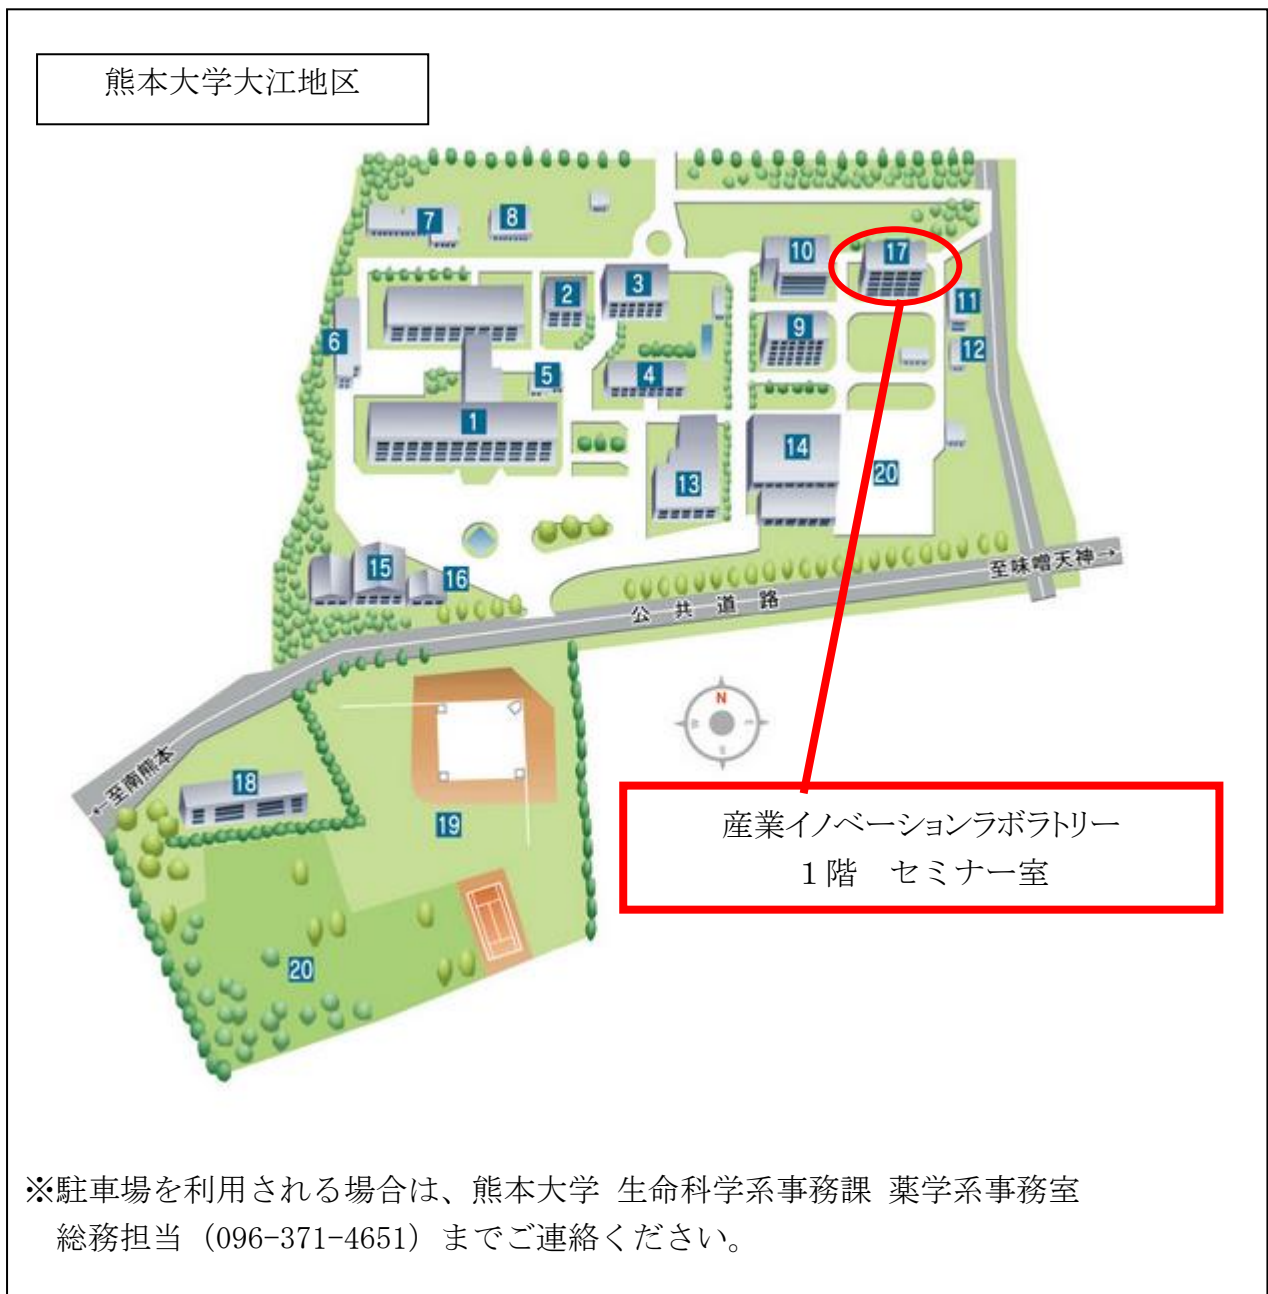 熊本大学大江地区
7
8
10
17
2
3
11
9
6
12
5
4
1
14
13
20
15
16
至味噌天神→
公共道路
N
←至南熊本
18
19
産業イノベーションラボラトリー
１階　セミナー室
20
※駐車場を利用される場合は、熊本大学 生命科学系事務課 薬学系事務室
総務担当（096-371-4651）までご連絡ください。